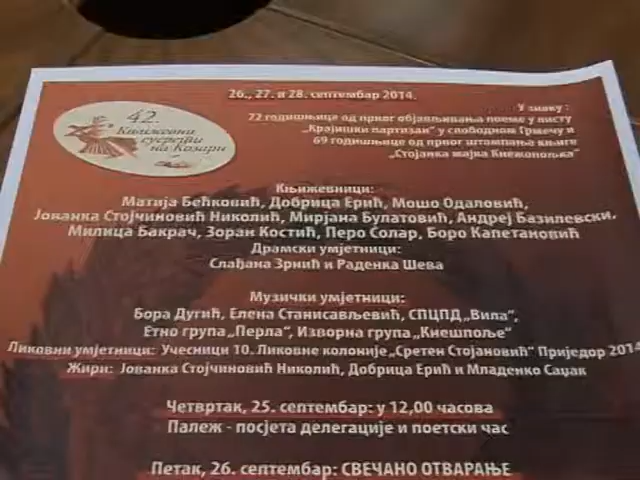 26., 27. и 28. септембар 2014.
42.
Књижевни
сусрети
на Козари
У знаку :
72 годишњица од првог објављивања поеме у листу
„Крајишки партизан“ у слободном Грмечу и
69 годишњице од првог штампања књиге
„Стојанка мајка Кнежопољка“
Књижевници:
Матија Бећковић, Добрица Ерић, Мошо Одаловић,
Јованка Стојчиновић Николић, Мирјана Булатовић, Андреј Базилевски,
Милица Бакрач, Зоран Костић, Перо Солар, Боро Капетановић
Драмски умјетници:
Слађана Зрнић и Раденка Шева
Музички умјетници:
Бора Дугић, Елена Станисављевић, СПЦПД„Вила“,
Етно група „Перла“, Изворна група „Кнешпоље“
Ликовни умјетници: Учесници 10. Ликовне колоније „Сретен Стојановић“ Приједор 2014
Жири: Јованка Стојчиновић Николић, Добрица Ерић и Младенко Саџак
Четвртак, 25. септембар: у 12,00 часова
Палеж - посјета делегације и поетски час
Петак, 26. септембар: СВЕЧАНО ОТВАРАЊЕ